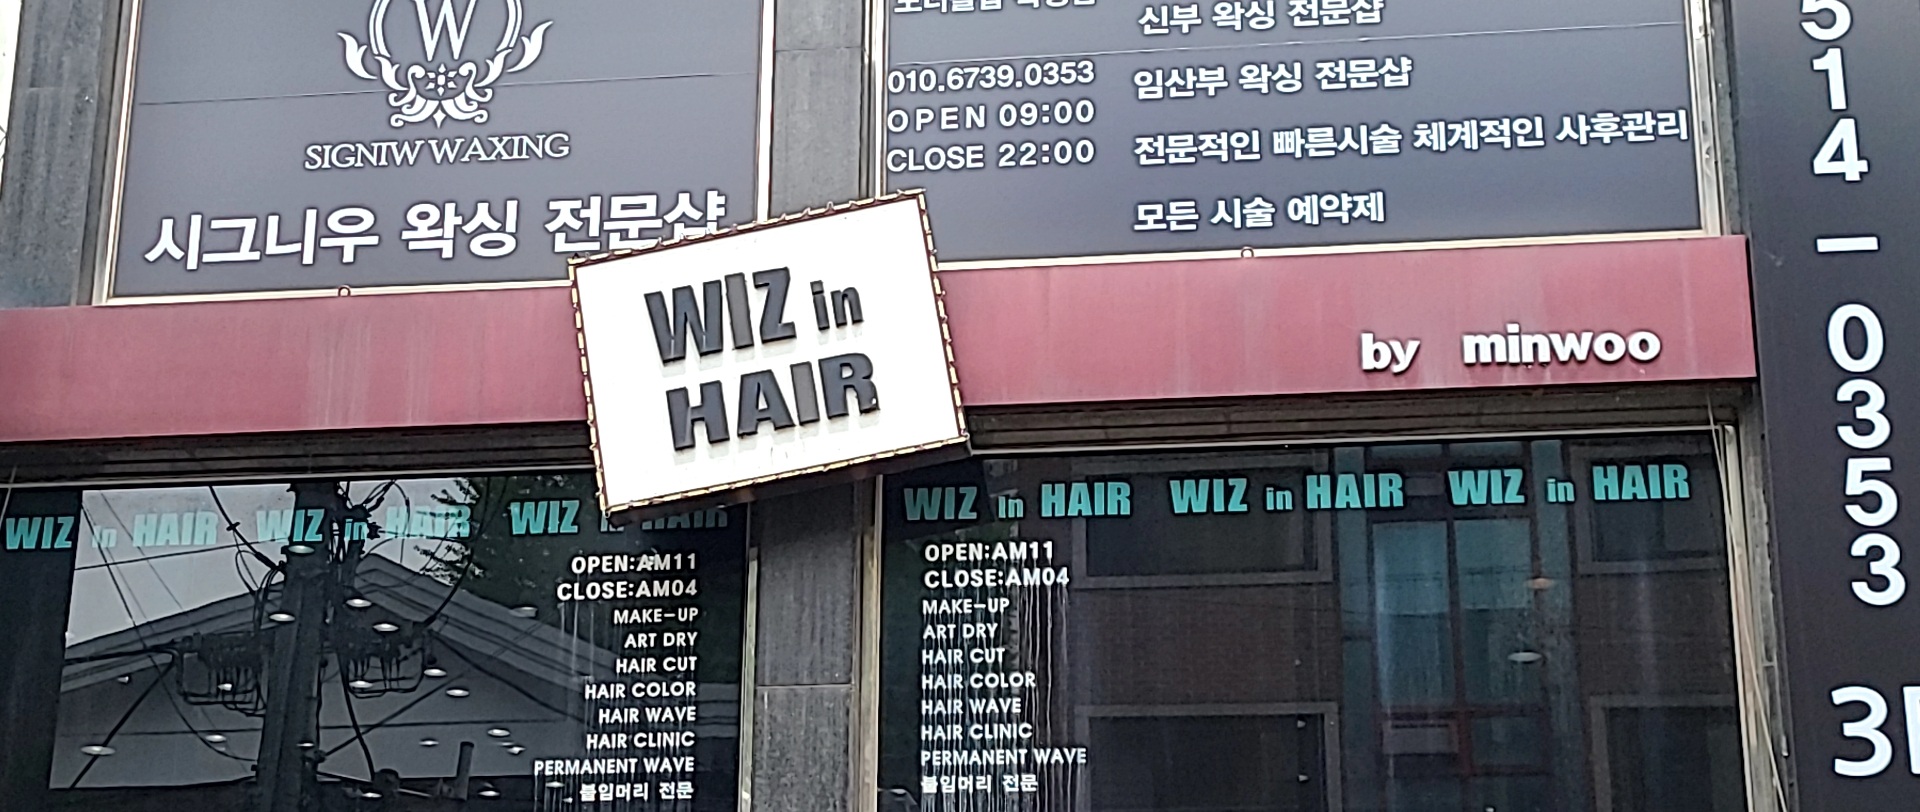 W
SIGNIW WAXING
시그니우 왁싱 전문샵
신부 왁싱 전문샵
010.6739.0353
임산부 왁싱 전문샵
OPEN 09:00
CLOSE 22:00
전문적인 빠른시술 체계적인 사후관리
모든 시술 예약제
WIZ in
HAIR
by minwoo
WIZ in HAIR WIZ in HAIR WIZ in HAIR
OPEN:AM11
CLOSE:AM04
MAKE-UP
ART DRY
HAIR CUT
HAIR COLOR
HAIR WAVE
HAIR CLINIC
PERMANENT WAVE
붙임머리 전문
WIZ in HAIR WIZ in HAIR WIZ in HAIR
OPEN:AM11
CLOSE:AM04
MAKE-UP
ART DRY
HAIR CUT
HAIR COLOR
HAIR WAVE
HAIR CLINIC
PERMANENT WAVE
붙임머리 전문
514-0353